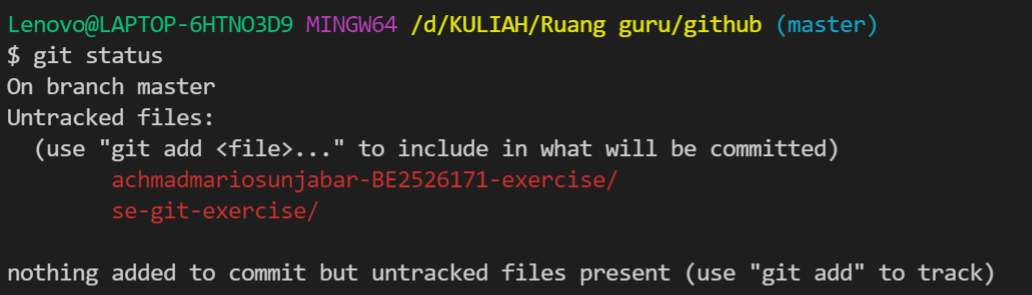 Lenovo@LAPTOP-6HTNO3D9 MINGW64 /d/KULIAH/Ruang guru/github (master)
$ git status
On branch master
Untracked files:
  (use "git add <file>..." to include in what will be committed)
        achmadmariosunjabar-BE2526171-exercise/
        se-git-exercise/

nothing added to commit but untracked files present (use "git add" to track)